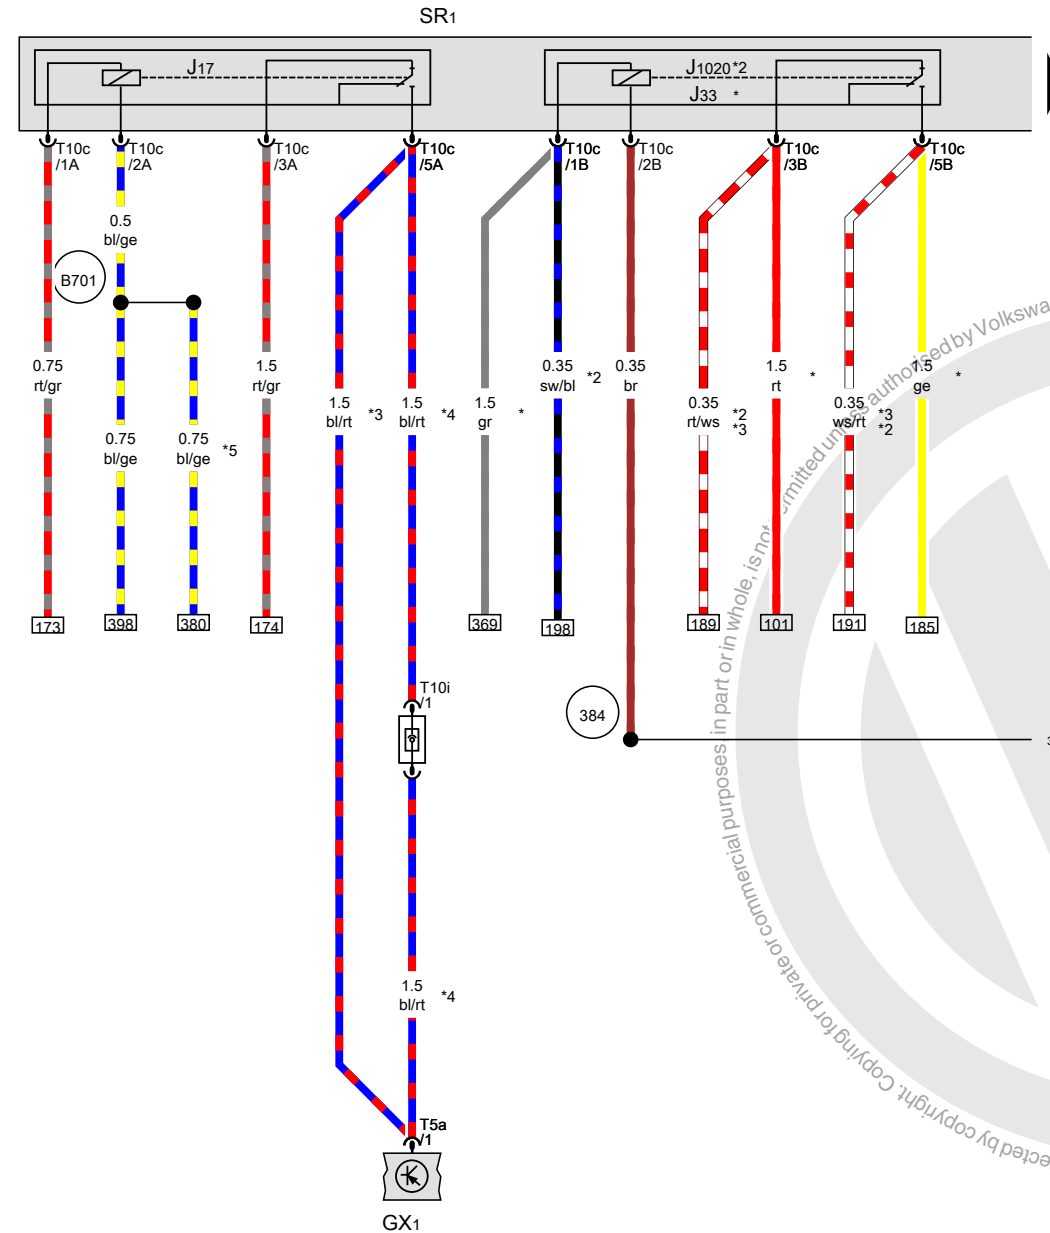 SR1
J17
J1020 *2
J33 *
T10c /1A
T10c /2A
T10c /3A
T10c /5A
T10c /1B
T10c /2B
T10c /3B
T10c /5B
0.5
bl/ge
B701
0.75
rt/gr
1.5
rt/gr
0.35
sw/bl *2
0.35
br
1.5
rt *
1.5
ge *
1.5
bl/rt *3
1.5
bl/rt *4
1.5
gr *
0.35
rt/ws *2
*3
0.35
ws/rt *3
*2
0.75
bl/ge
0.75
bl/ge *5
173
398
380
174
369
198
189
101
191
185
T10i
/1
384
1.5
bl/rt *4
T5a
/1
GX1
ected by copyright. Copying for private or commercial purposes, in part or in whole, is not permitted unless authorised by Volkswa